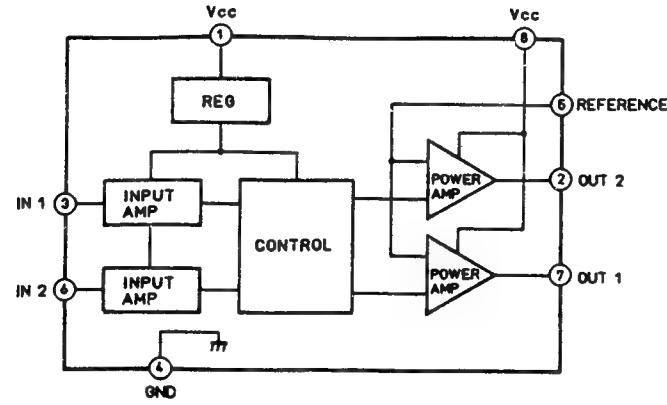 Vcc
1
Vcc
8
REG
5 REFERENCE
IN 1 3
INPUT
AMP
CONTROL
POWER
AMP
2 OUT 2
IN 2 6
INPUT
AMP
POWER
AMP
7 OUT 1
4
GND